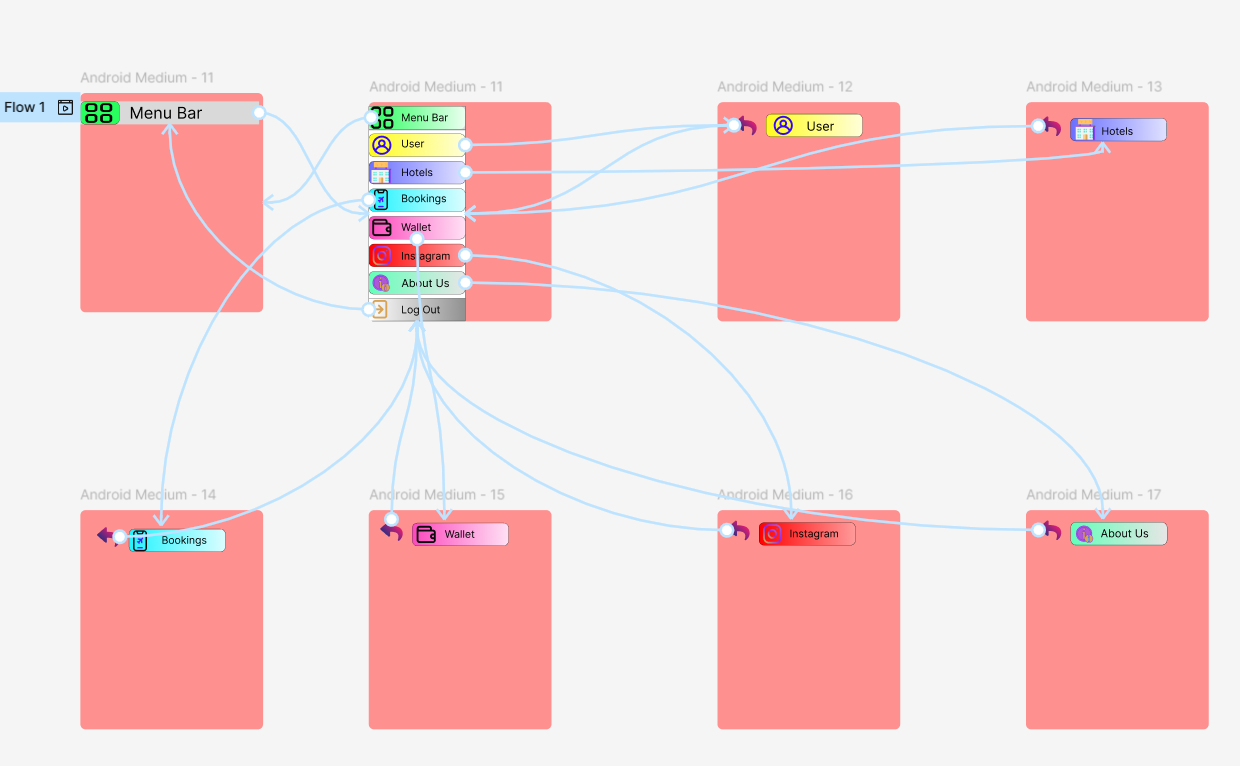 Android Medium - 11
Flow 1
Menu Bar
Android Medium - 11
Menu Bar
User
Hotels
Bookings
Wallet
Instagram
About Us
Log Out
Android Medium - 12
User
Android Medium - 13
Hotels
Android Medium - 14
Bookings
Android Medium - 15
Wallet
Android Medium - 16
Instagram
Android Medium - 17
About Us